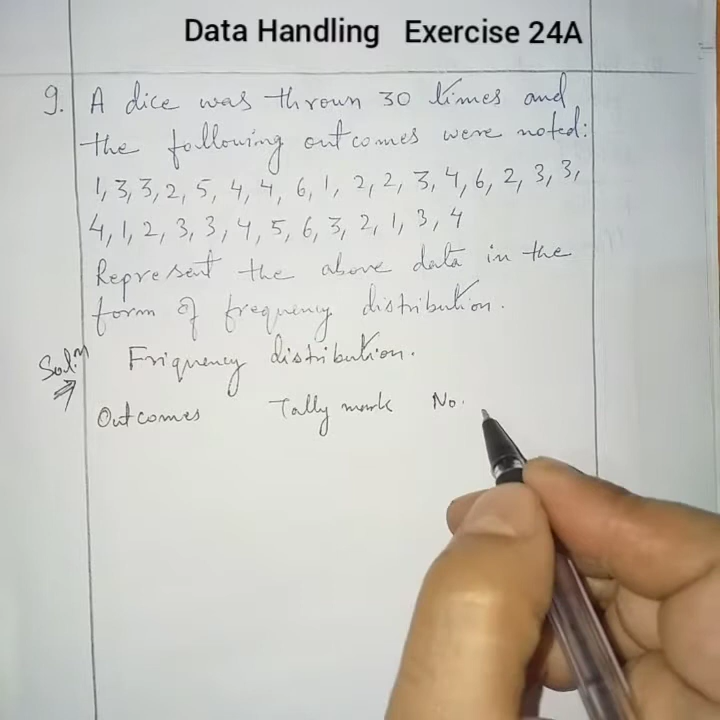 Data Handling Exercise 24A
9. A dice was thrown 30 times and
the following outcomes were noted:
1, 3, 3, 2, 5, 4, 4, 6, 1, 2, 2, 3, 4, 6, 2, 3, 3,
4, 1, 2, 3, 3, 4, 5, 6, 3, 2, 1, 3, 4
Represent the above data in the
form of frequency distribution.
Sol.n Friquency distribution.
Outcomes Tally mark No.